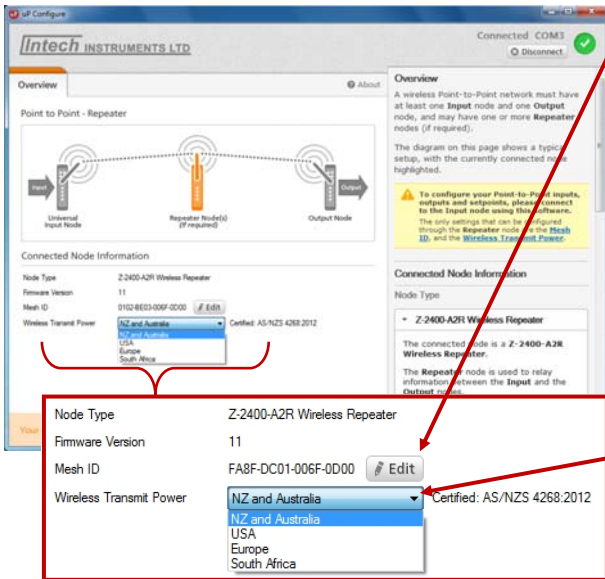 uP Configure
Intech INSTRUMENTS LTD
Connected COM3
Disconnect
Overview
About
Point to Point - Repeater
Input
Output
Universal
Input Node
Repeater Node(s)
(if required)
Output Node
Connected Node Information
Node Type Z-2400-A2R Wireless Repeater
Firmware Version 11
Mesh ID 0102-BE03-006F-0D00 Edit
Wireless Transmit Power NZ and Australia Certified: AS/NZS 4268:2012
NZ and Australia
USA
Europe
South Africa
Your
Overview
A wireless Point-to-Point network must have
at least one Input node and one Output
node, and may have one or more Repeater
nodes (if required).
The diagram on this page shows a typical
setup, with the currently connected node
highlighted.
To configure your Point-to-Point inputs,
outputs and setpoints, please connect
to the Input node using this software.
The only settings that can be configured
through the Repeater node are the Mesh
ID, and the Wireless Transmit Power.
Connected Node Information
Node Type
Z-2400-A2R Wireless Repeater
The connected node is a Z-2400-A2R
Wireless Repeater.
The Repeater node is used to relay
information between the Input and the
Output nodes.
Node Type Z-2400-A2R Wireless Repeater
Firmware Version 11
Mesh ID FA8F-DC01-006F-0D00 Edit
Wireless Transmit Power NZ and Australia Certified: AS/NZS 4268:2012
NZ and Australia
USA
Europe
South Africa